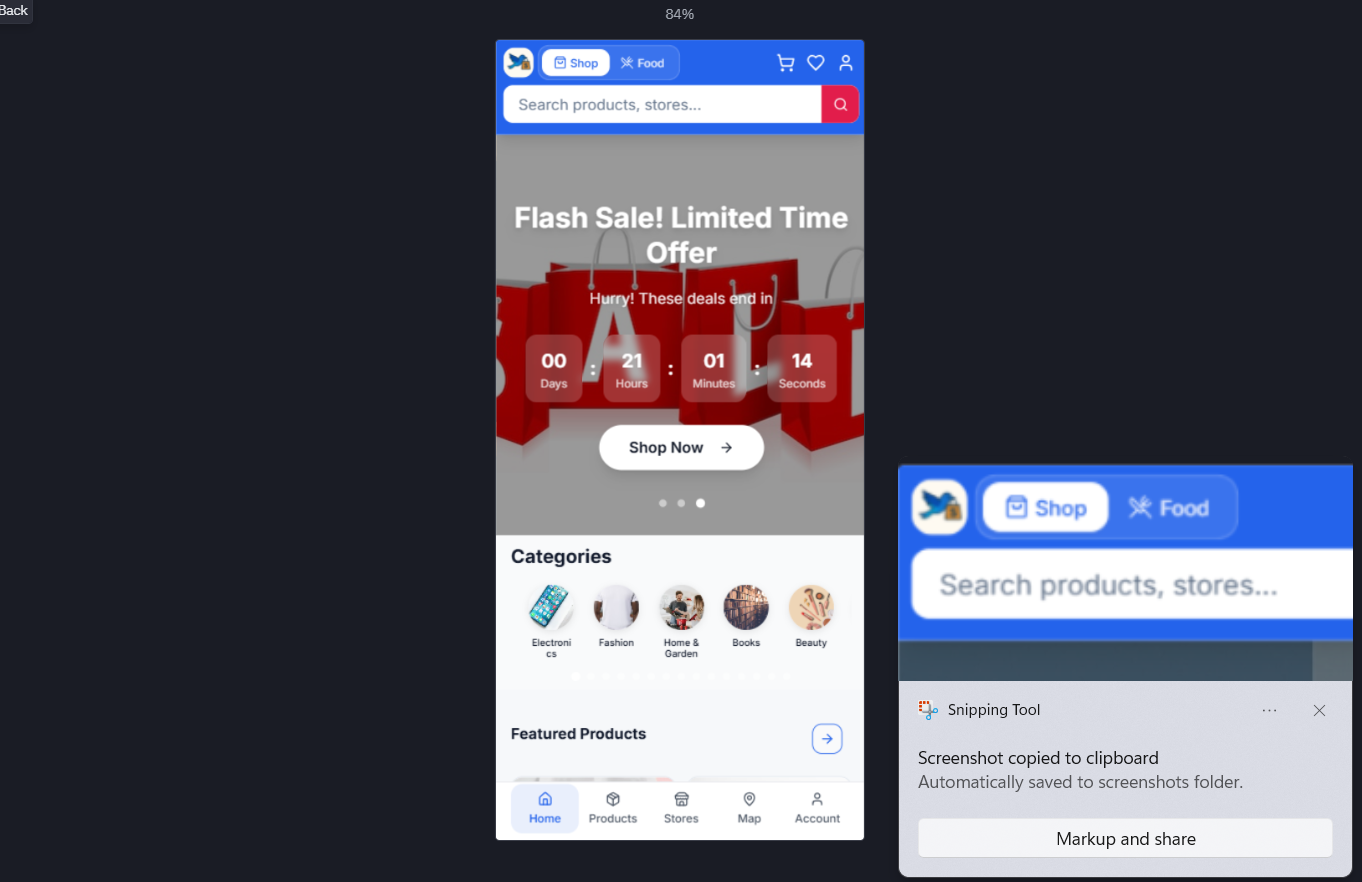 Back
84%
Shop
Food
Search products, stores...
Flash Sale! Limited Time
Offer
Hurry! These deals end in
00 : 21 : 01 : 14
Days Hours Minutes Seconds
Shop Now
Categories
Electroni
cs
Fashion
Home &
Garden
Books
Beauty
Featured Products
Home
Products
Stores
Map
Account
Shop
Food
Search products, stores...
Snipping Tool
Screenshot copied to clipboard
Automatically saved to screenshots folder.
Markup and share